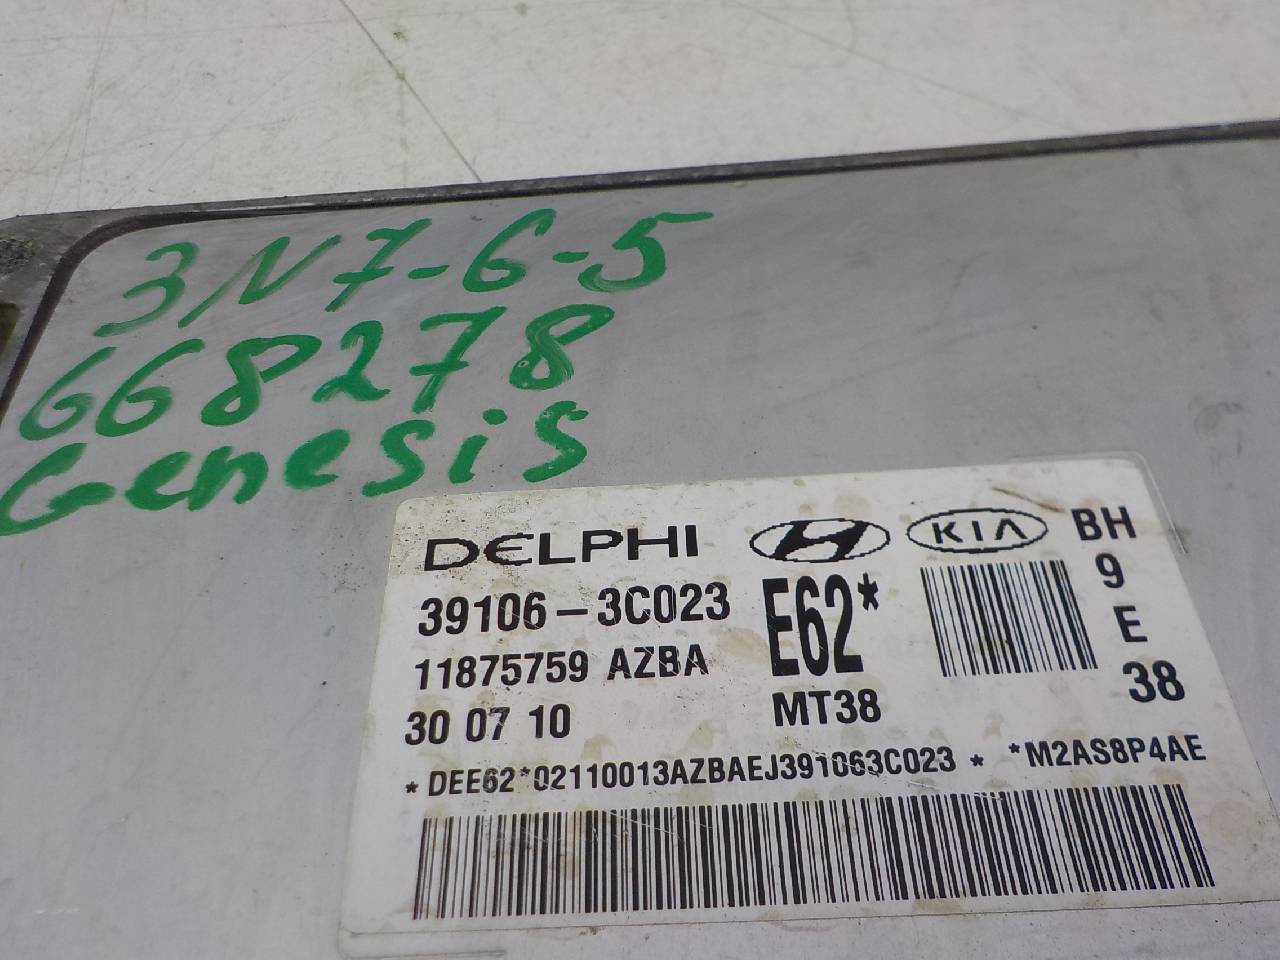 3N7-6-5
668278
Genesis
DELPHI HYUNDAI KIA BH
39106-3C023 E62* 9
11875759 AZBA E
30 07 10 MT38 38
*DEE62*02110013AZBAEJ391063C023* *M2AS8P4AE